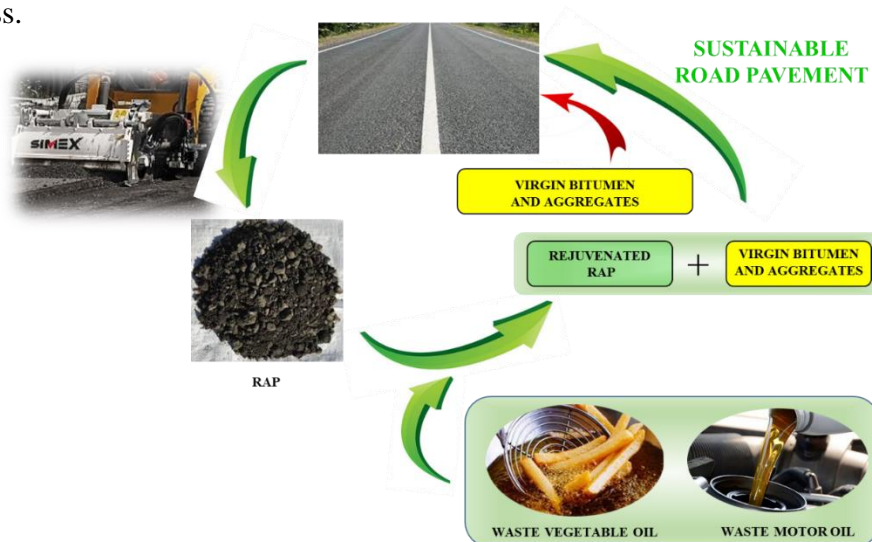 ss.
SUSTAINABLE
ROAD PAVEMENT
SIMEX
VIRGIN BITUMEN
AND AGGREGATES
REJUVENATED
RAP
+
VIRGIN BITUMEN
AND AGGREGATES
RAP
WASTE VEGETABLE OIL
WASTE MOTOR OIL